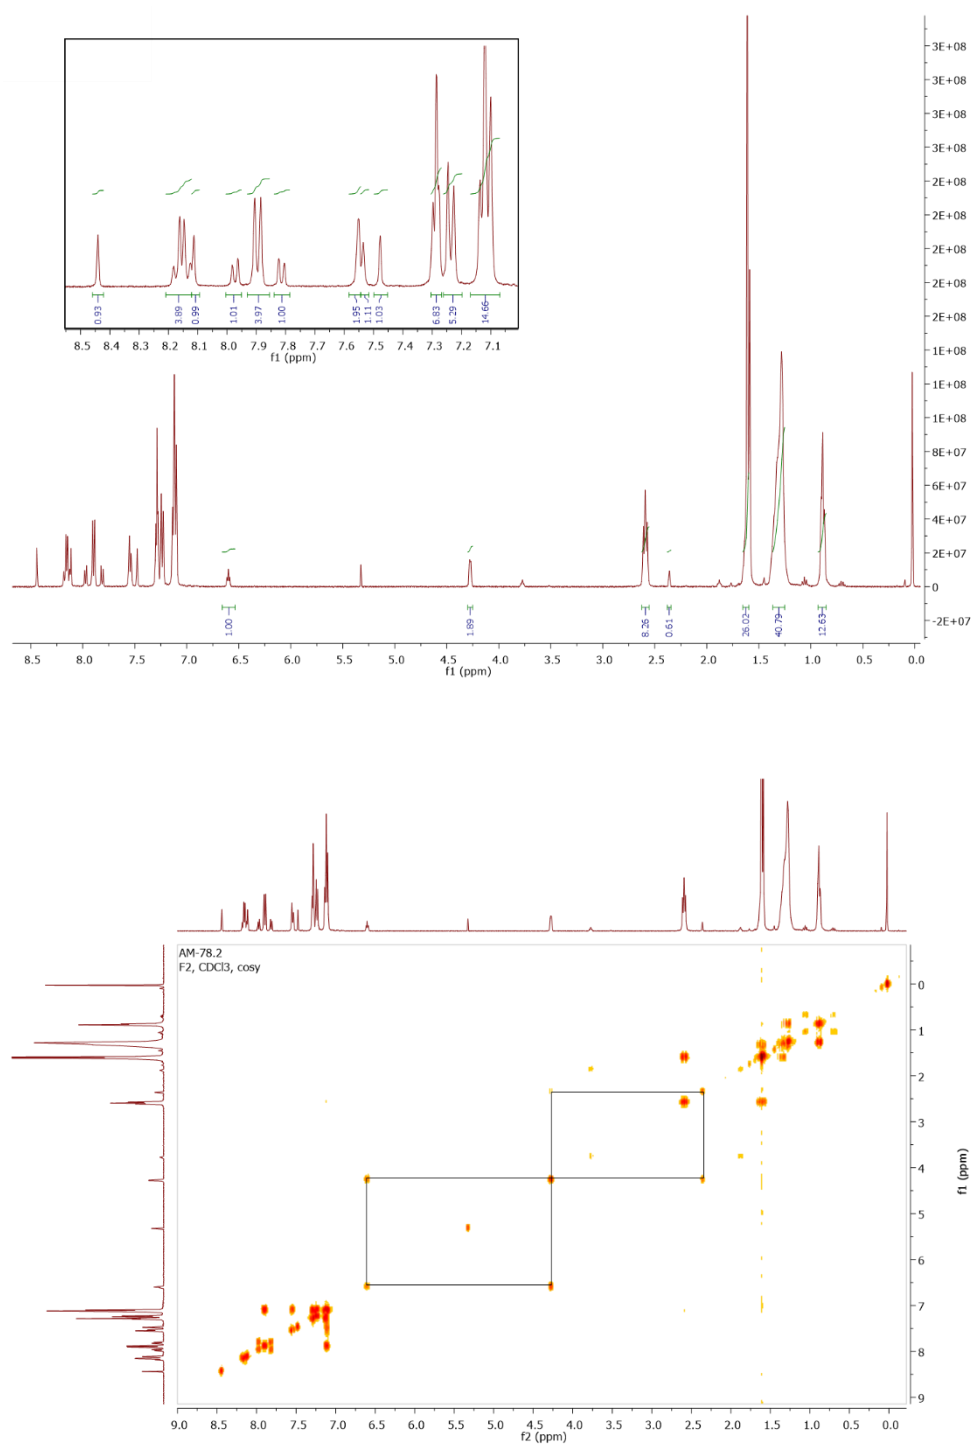 3E+08
3E+08
3E+08
3E+08
2E+08
2E+08
2E+08
2E+08
2E+08
1E+08
1E+08
1E+08
8E+07
6E+07
4E+07
2E+07
0
-2E+07
0.93
3.89
0.99
1.01
3.97
1.00
1.95
1.11
1.03
6.83
5.29
14.66
8.5 8.4 8.3 8.2 8.1 8.0 7.9 7.8 7.7 7.6 7.5 7.4 7.3 7.2 7.1
f1 (ppm)
1.00
1.89
8.26
0.61
26.02
40.79
12.63
8.5 8.0 7.5 7.0 6.5 6.0 5.5 5.0 4.5 4.0 3.5 3.0 2.5 2.0 1.5 1.0 0.5 0.0
f1 (ppm)
AM-78.2
F2, CDCl3, cosy
0
1
2
3
4
5
6
7
8
9
f1 (ppm)
9.0 8.5 8.0 7.5 7.0 6.5 6.0 5.5 5.0 4.5 4.0 3.5 3.0 2.5 2.0 1.5 1.0 0.5 0.0
f2 (ppm)